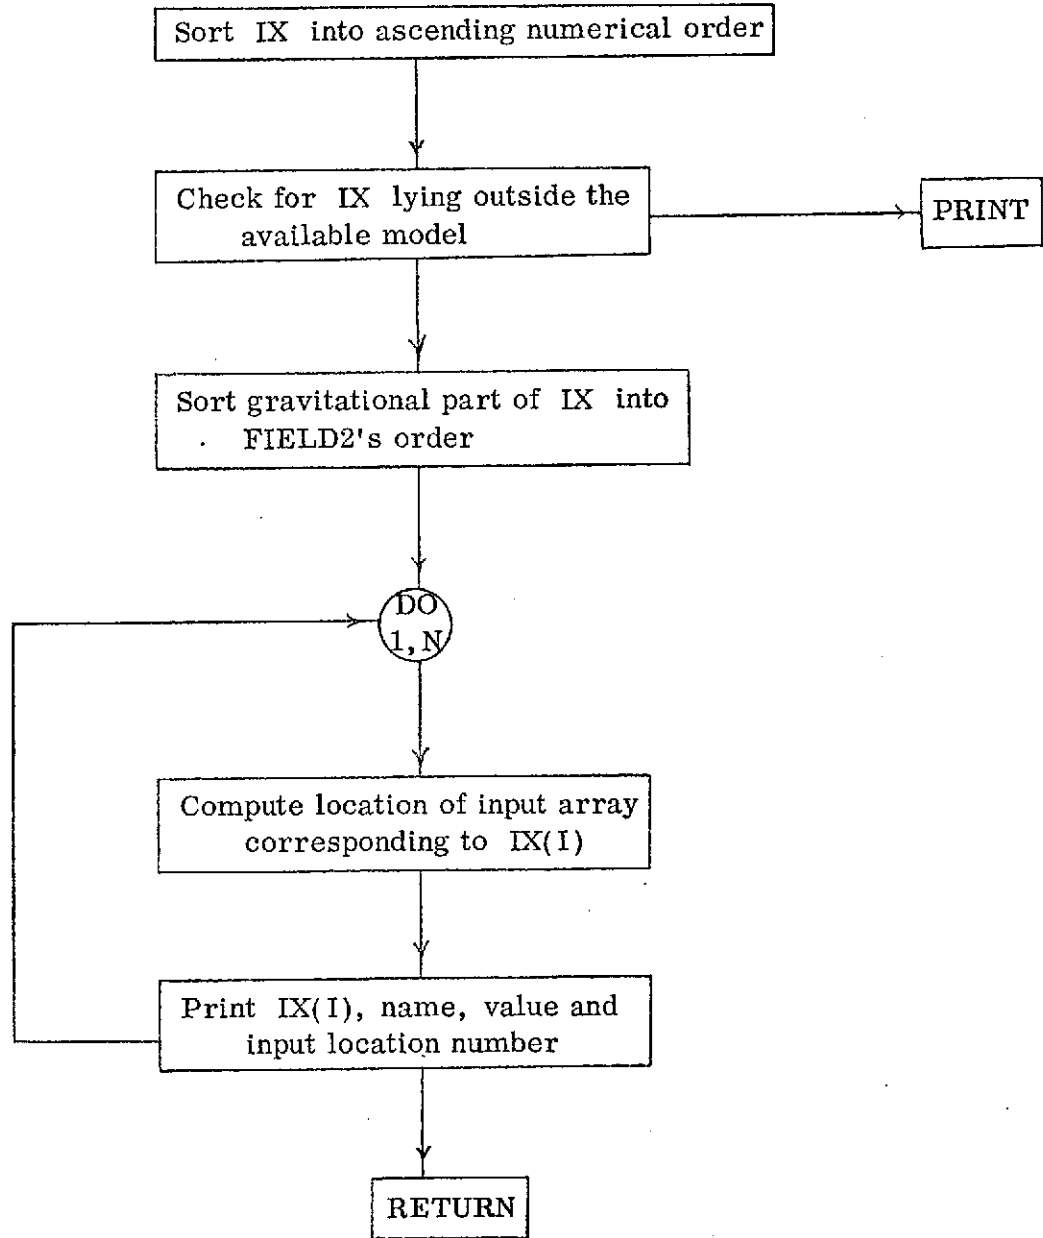 Sort IX into ascending numerical order
Check for IX lying outside the
available model
PRINT
Sort gravitational part of IX into
FIELD2's order
DO
1, N
Compute location of input array
corresponding to IX(I)
Print IX(I), name, value and
input location number
RETURN